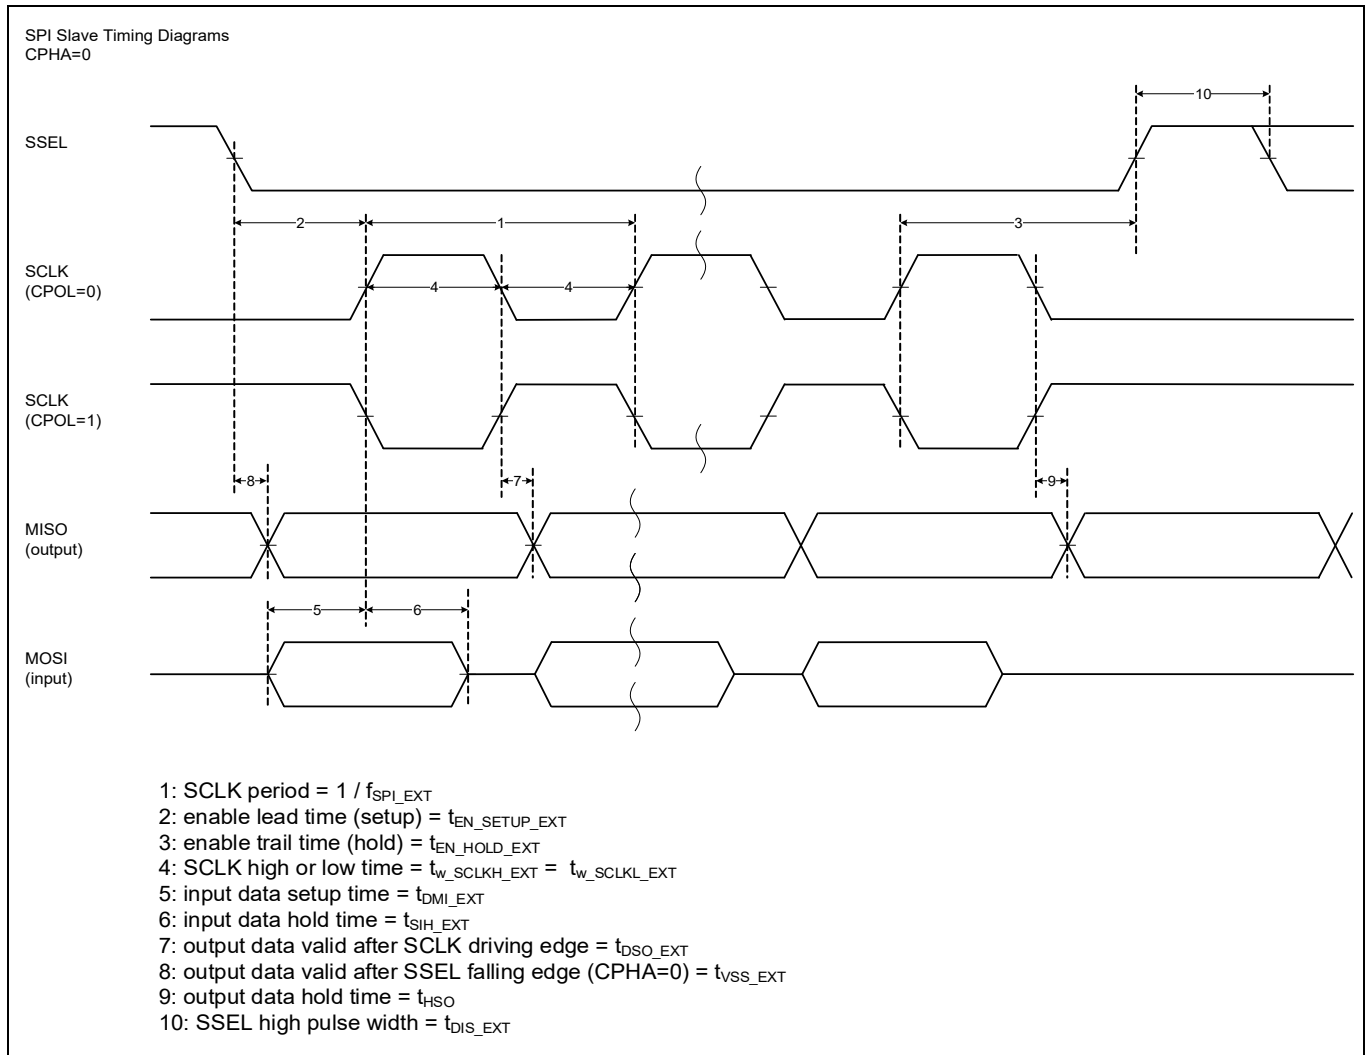 SPI Slave Timing Diagrams
CPHA=0
10
SSEL
2
1
3
SCLK
(CPOL=0)
4
4
SCLK
(CPOL=1)
8
7
9
MISO
(output)
5
6
MOSI
(input)
1: SCLK period = 1 / fSPI_EXT
2: enable lead time (setup) = tEN_SETUP_EXT
3: enable trail time (hold) = tEN_HOLD_EXT
4: SCLK high or low time = tw_SCLKH_EXT = tw_SCLKL_EXT
5: input data setup time = tDMI_EXT
6: input data hold time = tSIH_EXT
7: output data valid after SCLK driving edge = tDSO_EXT
8: output data valid after SSEL falling edge (CPHA=0) = tVSS_EXT
9: output data hold time = tHSO
10: SSEL high pulse width = tDIS_EXT